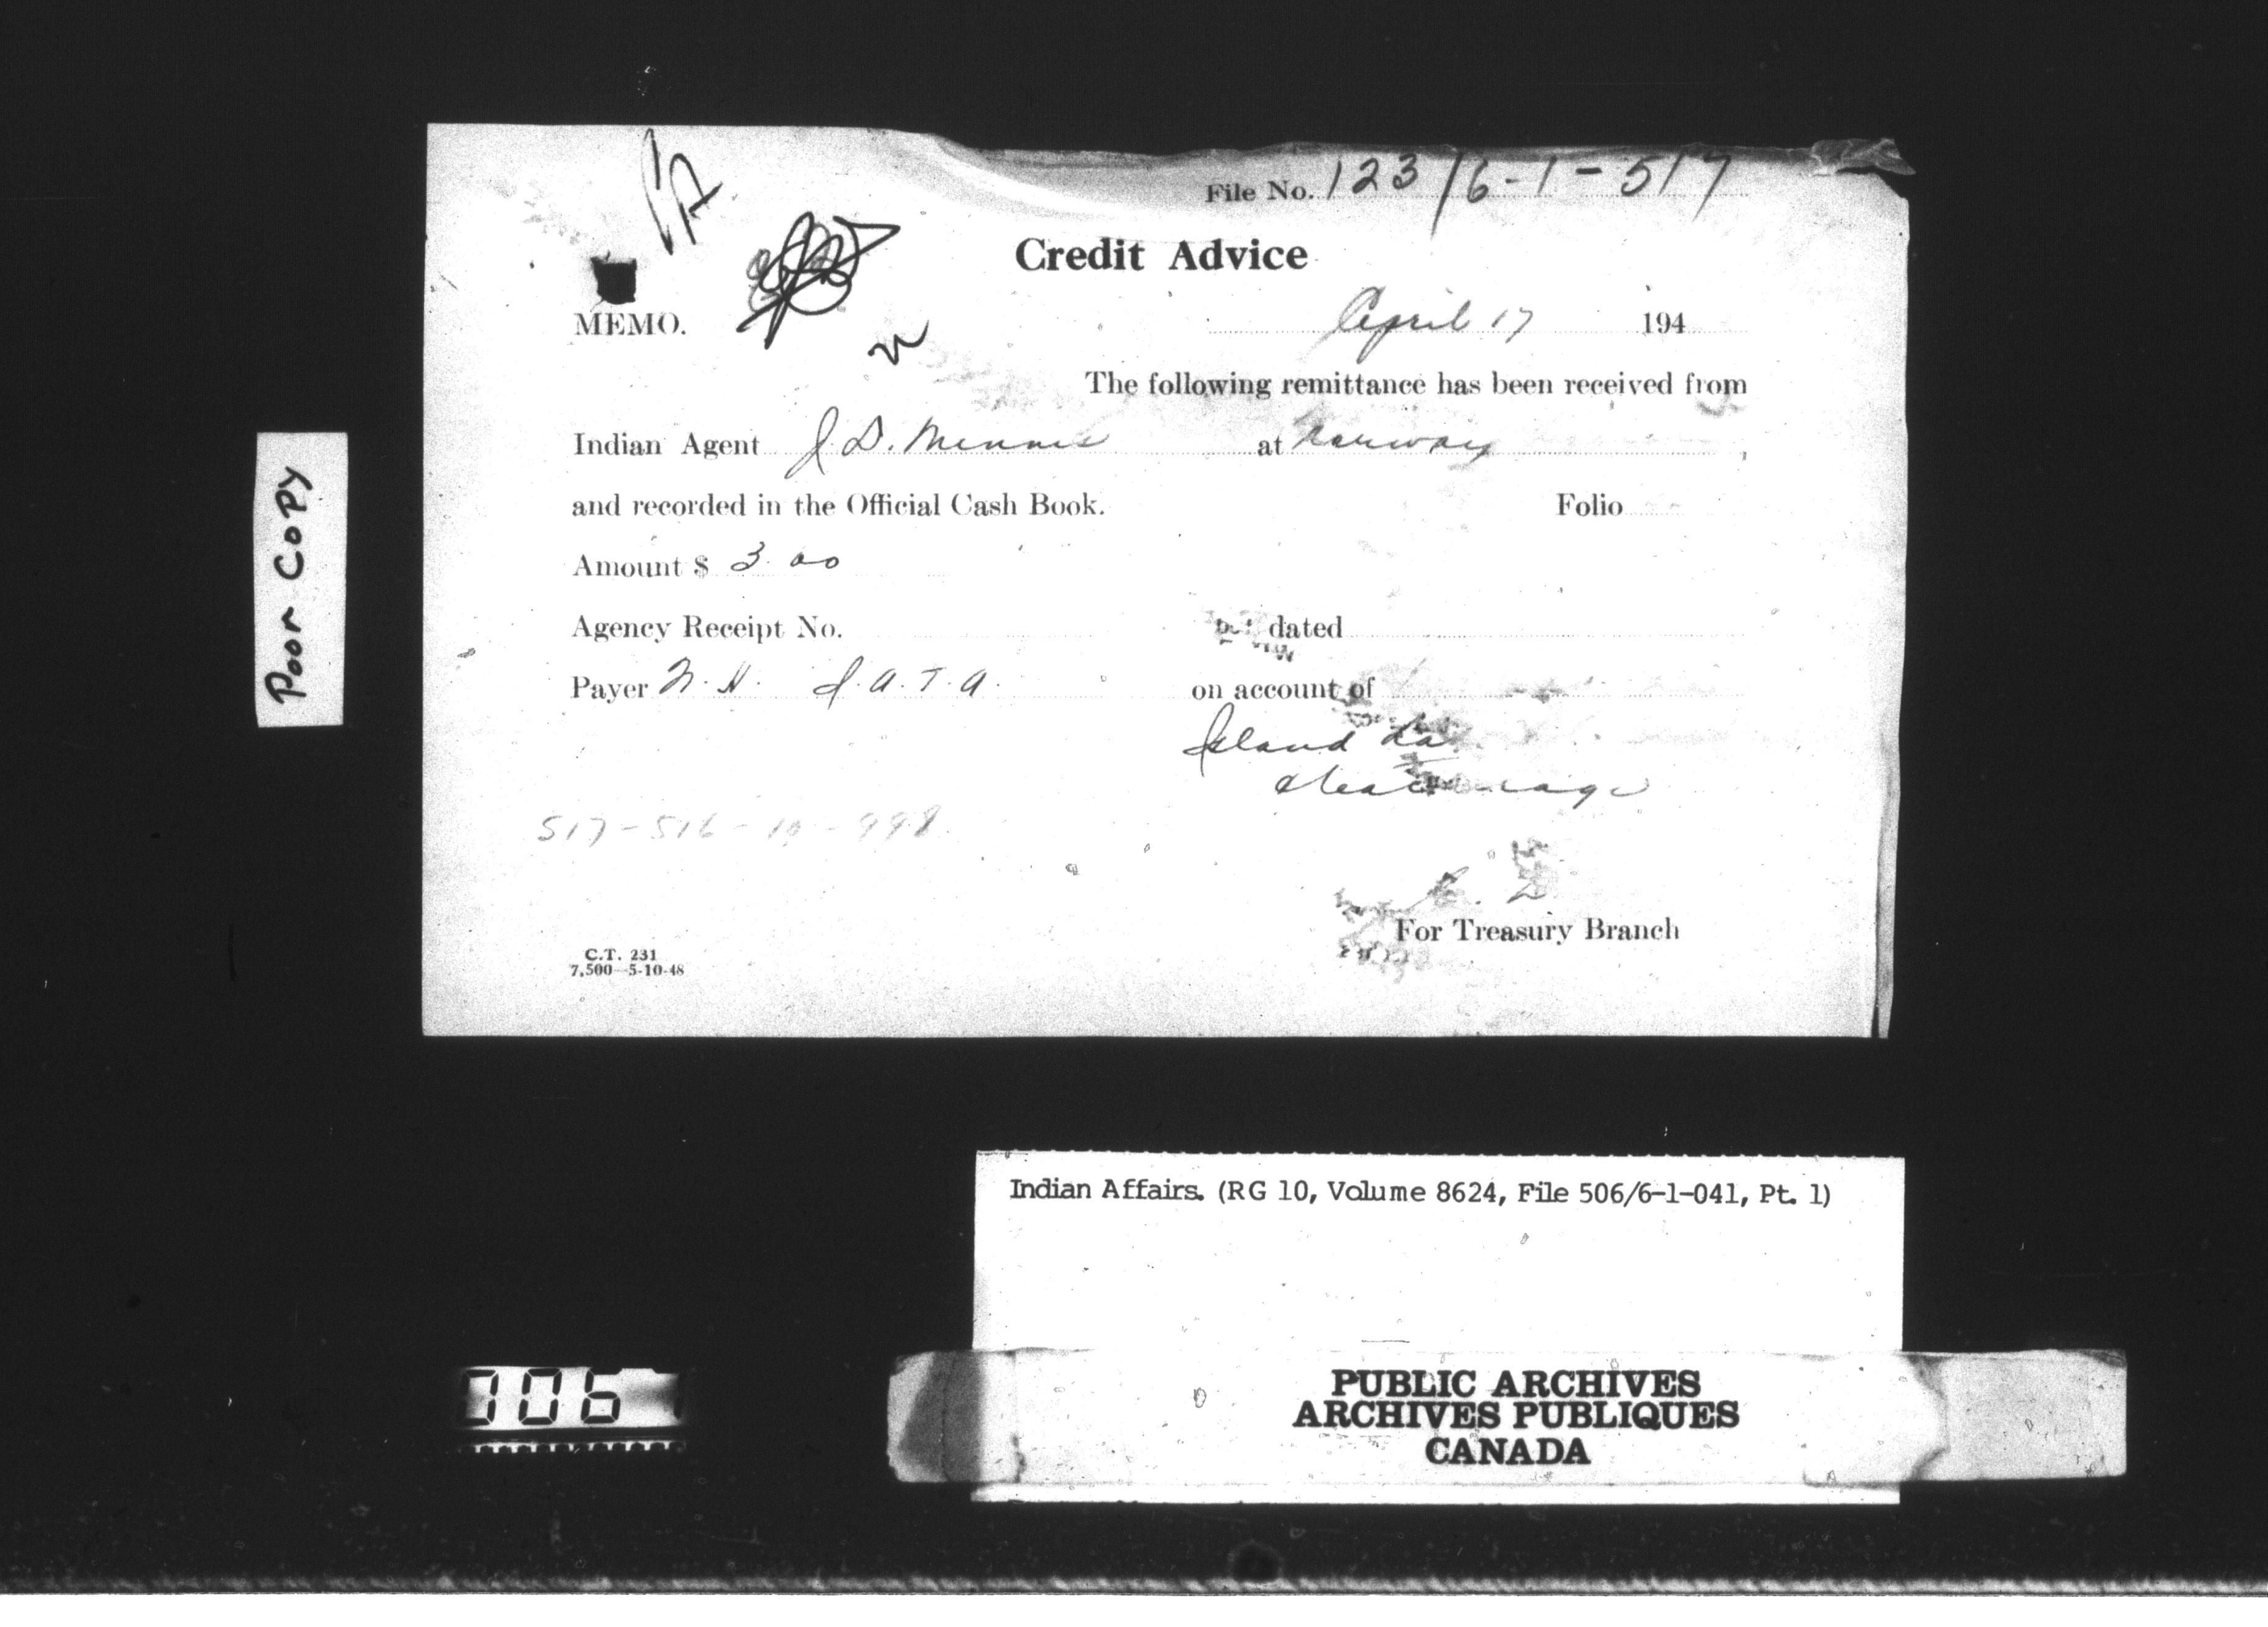 PA
File No. 123/6-1-517
Credit Advice
MEMO.
April 17 194
The following remittance has been received from
Indian Agent J.D. at Norway,
and recorded in the Official Cash Book. Folio
Amount $ 3.00
Agency Receipt No. dated
Payer N.H. I.A.T.A. on account of
Island La
517-516-10-998
For Treasury Branch
C.T. 231
7,500-5-10-48
Poor Copy
Indian Affairs. (RG 10, Volume 8624, File 506/6-1-041, Pt. 1)
PUBLIC ARCHIVES
ARCHIVES PUBLIQUES
CANADA